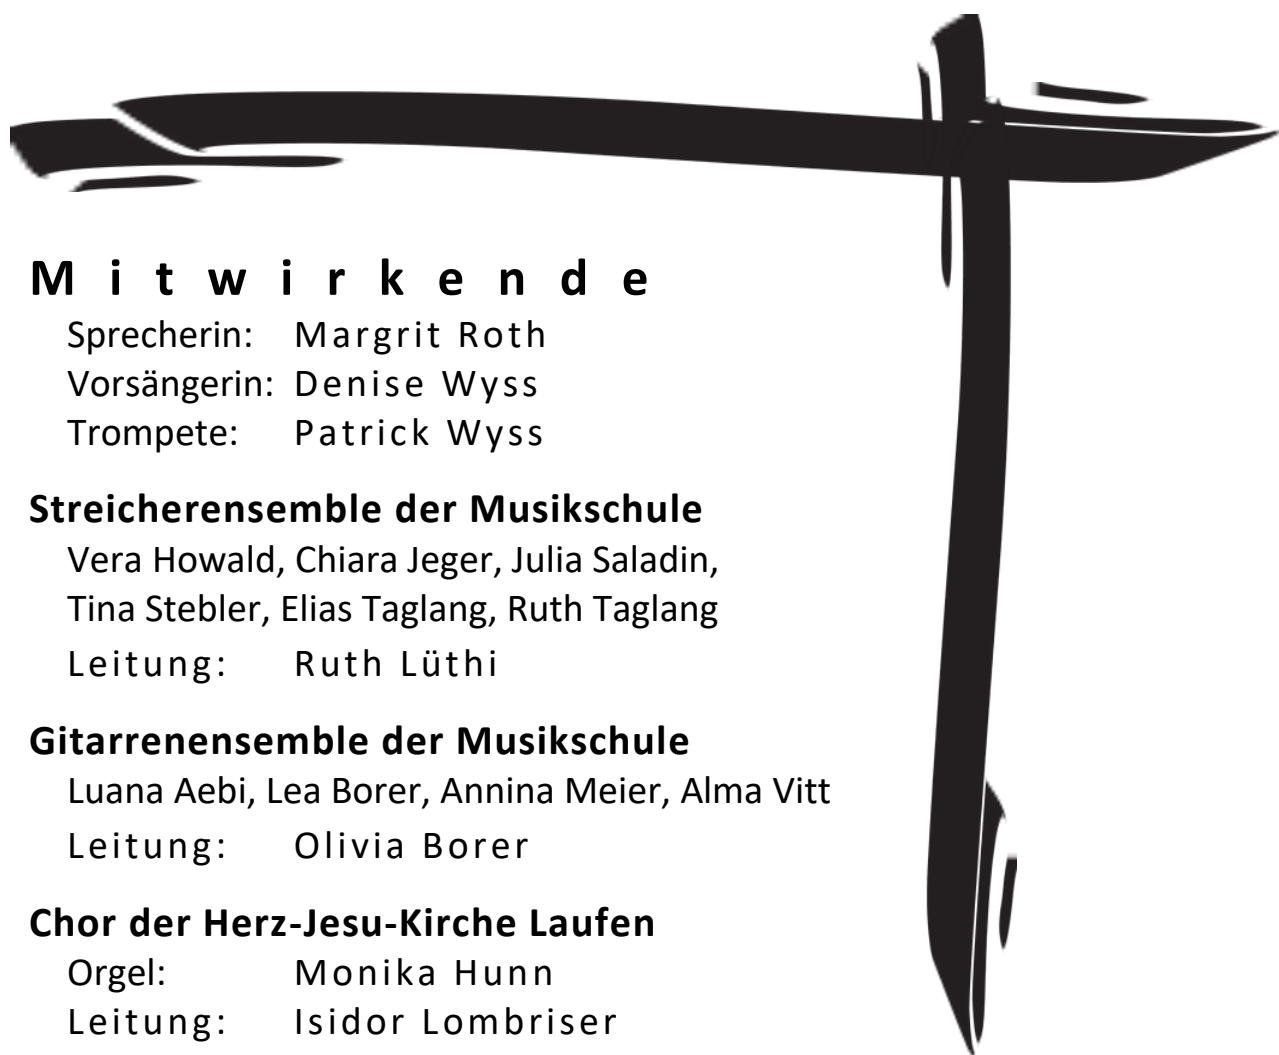 Mitwirkende
Sprecherin: Margrit Roth
Vorsängerin: Denise Wyss
Trompete: Patrick Wyss
Streicherensemble der Musikschule
Vera Howald, Chiara Jeger, Julia Saladin,
Tina Stebler, Elias Taglang, Ruth Taglang
Leitung: Ruth Lüthi
Gitarrenensemble der Musikschule
Luana Aebi, Lea Borer, Annina Meier, Alma Vitt
Leitung: Olivia Borer
Chor der Herz-Jesu-Kirche Laufen
Orgel: Monika Hunn
Leitung: Isidor Lombriser